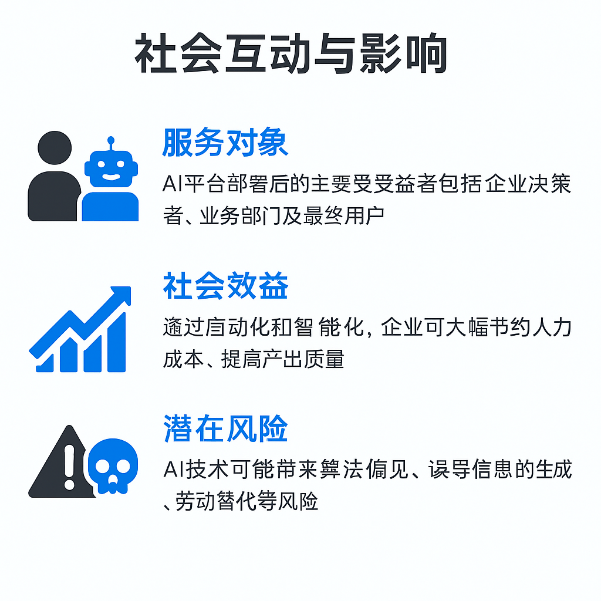 社会互动与影响
服务对象
AI平台部署后的主要受受益者包括企业决策
者、业务部门及最终用户
社会效益
通过自动化和智能化，企业可大幅节约人力
成本、提高产出质量
潜在风险
AI技术可能带来算法偏见、误导信息的生成
、劳动替代等风险